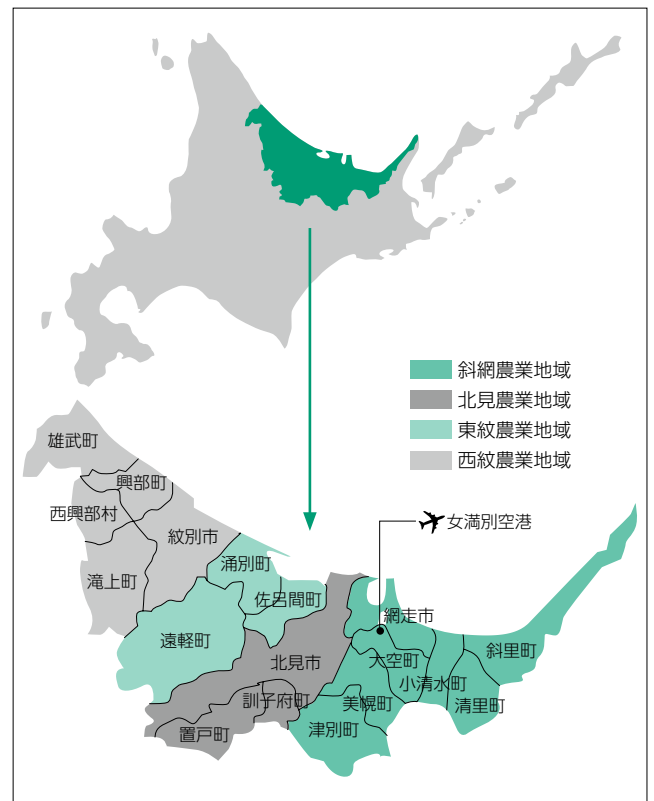 斜網農業地域
北見農業地域
東紋農業地域
西紋農業地域
雄武町
興部町
西興部村
紋別市
滝上町
女満別空港
湧別町
佐呂間町
遠軽町
網走市
大空町
斜里町
北見市
小清水町
清里町
訓子府町
美幌町
置戸町
津別町